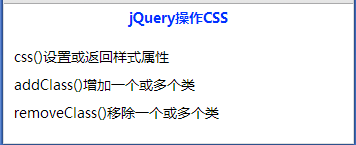 jQuery操作CSS
css()设置或返回样式属性
addClass()增加一个或多个类
removeClass()移除一个或多个类